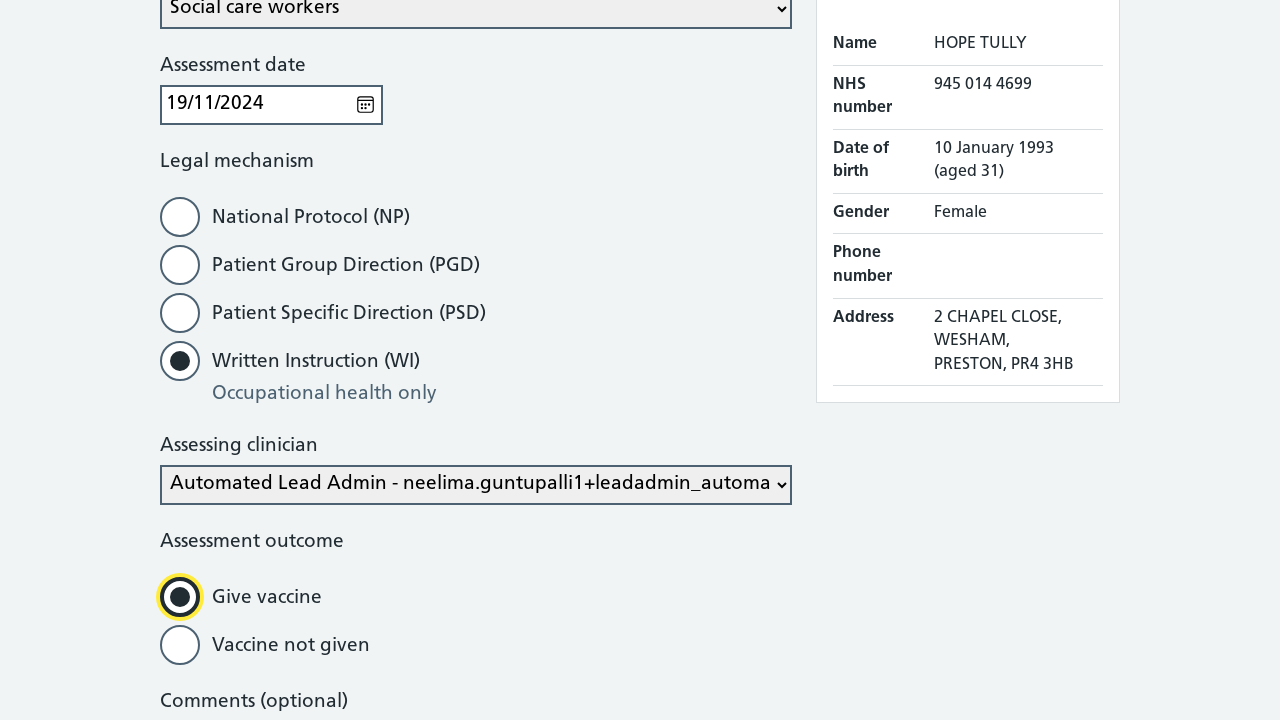 Social care workers
Assessment date
19/11/2024
Legal mechanism
National Protocol (NP)
Patient Group Direction (PGD)
Patient Specific Direction (PSD)
Written Instruction (WI)
Occupational health only
Assessing clinician
Automated Lead Admin - neelima.guntupalli1+leadadmin_automa
Assessment outcome
Give vaccine
Vaccine not given
Comments (optional)
Name HOPE TULLY
NHS number 945 014 4699
Date of birth 10 January 1993 (aged 31)
Gender Female
Phone number
Address 2 CHAPEL CLOSE,
WESHAM,
PRESTON, PR4 3HB